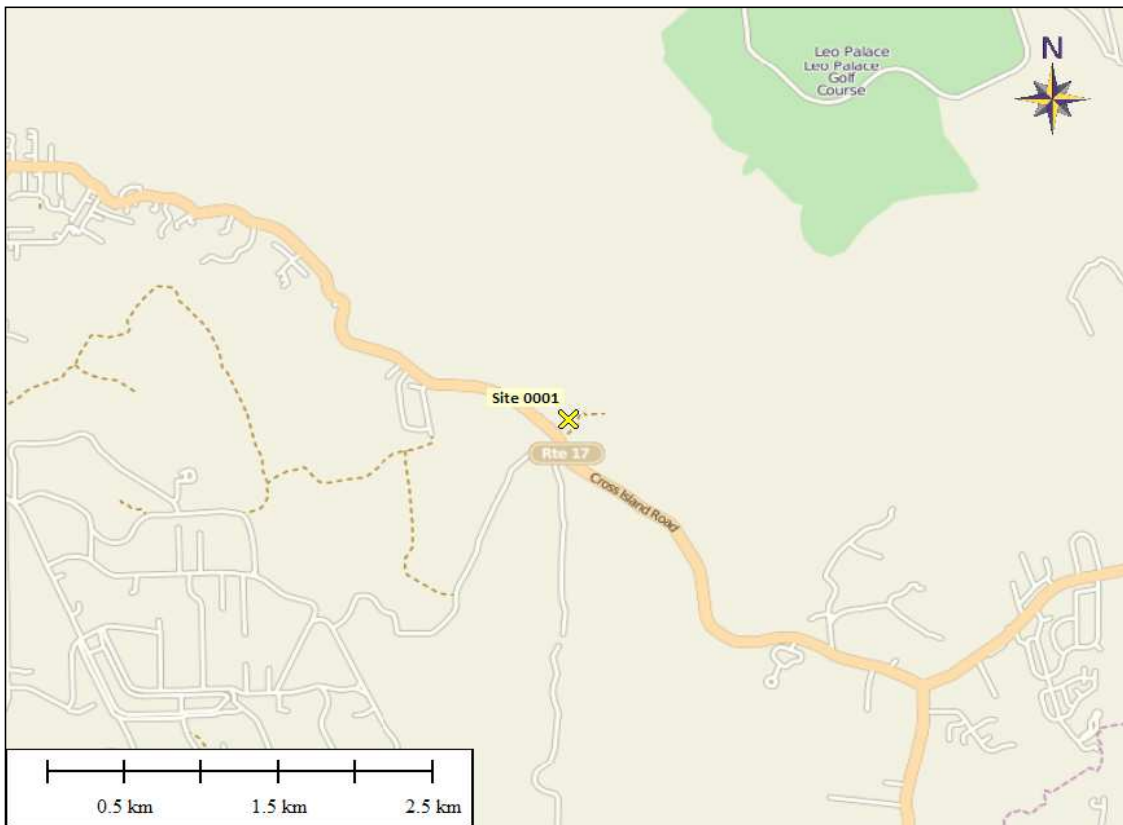 Leo Palace
Leo Palace
Golf
Course
N
Site 0001
Rte 17
Cross Island Road
0.5 km
1.5 km
2.5 km